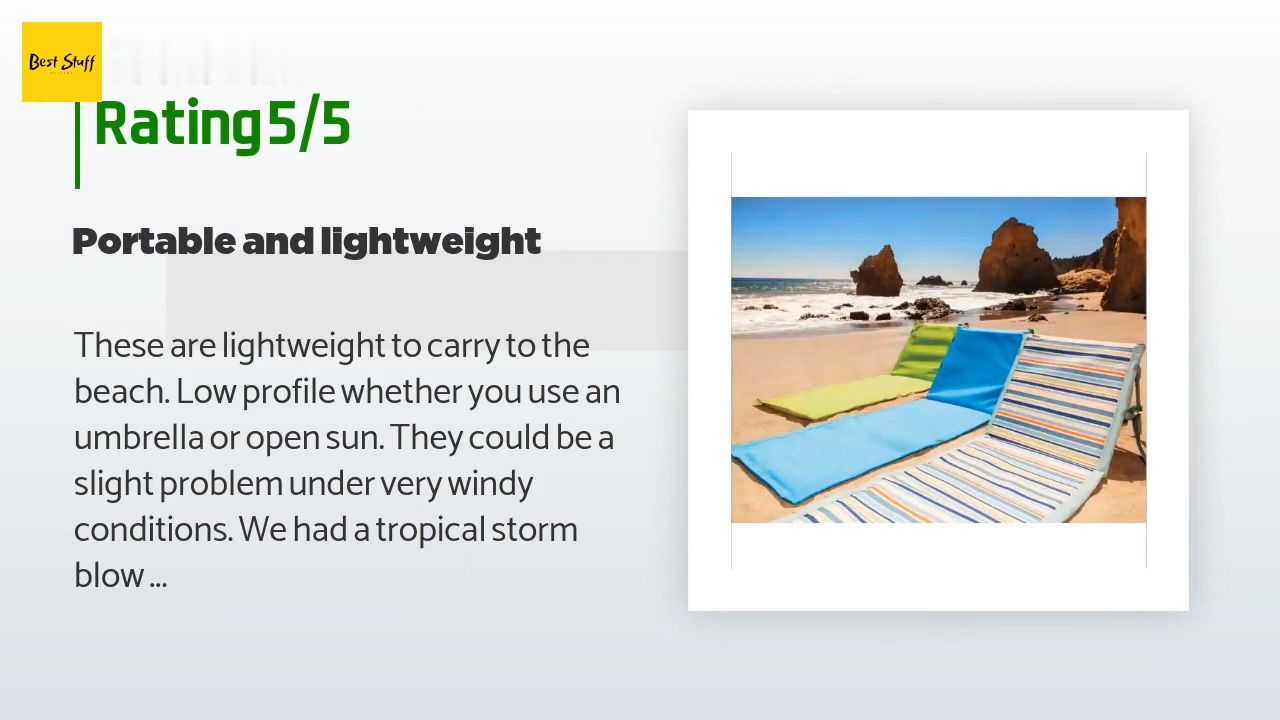 Best Stuff
Rating 5/5
Portable and lightweight
These are lightweight to carry to the
beach. Low profile whether you use an
umbrella or open sun. They could be a
slight problem under very windy
conditions. We had a tropical storm
blow ...